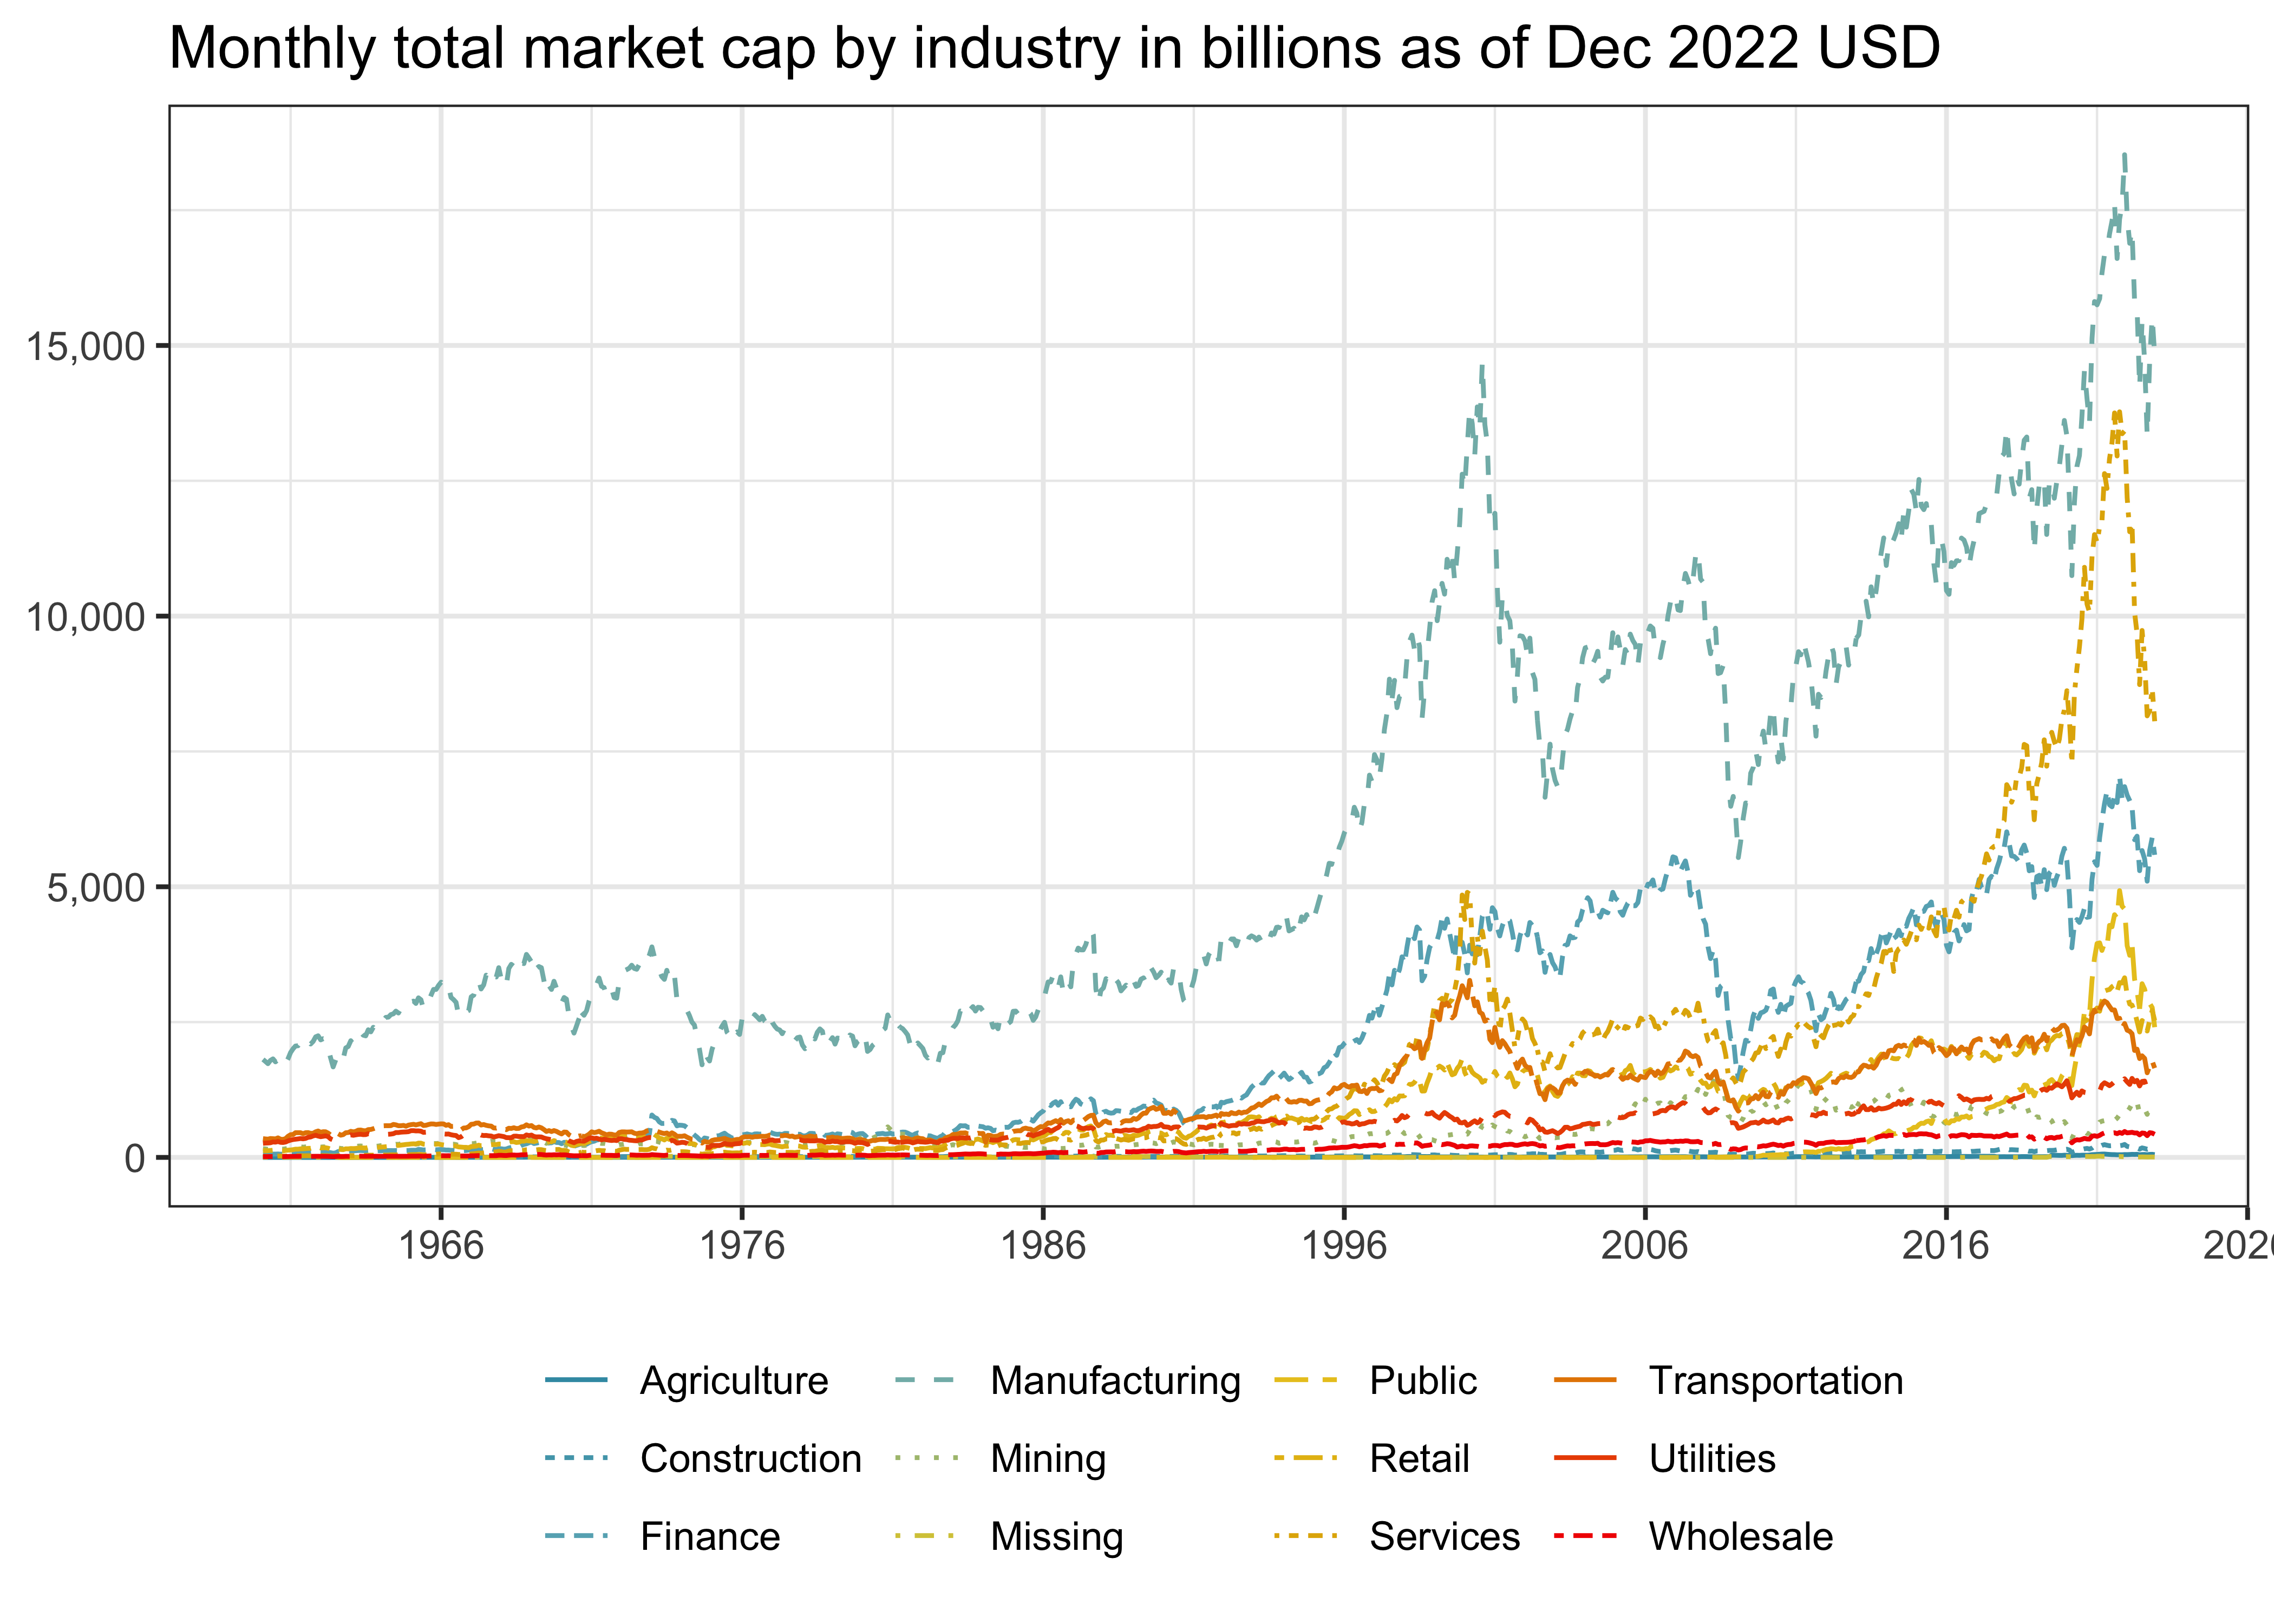 Monthly total market cap by industry in billions as of Dec 2022 USD
15,000
10,000
5,000
0
1966 1976 1986 1996 2006 2016
Agriculture Manufacturing Public Transportation
Construction Mining Retail Utilities
Finance Missing Services Wholesale